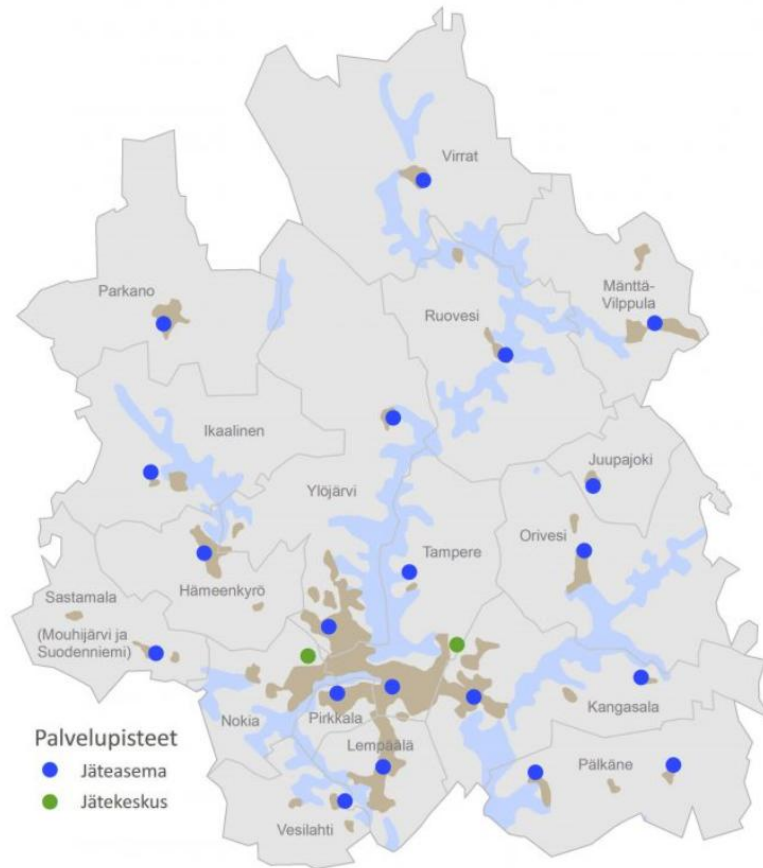 Virrat
Parkano
Mänttä-
Vilppula
Ruovesi
Ikaalinen
Juupajoki
Ylöjärvi
Orivesi
Tampere
Hämeenkyrö
Sastamala
(Mouhijärvi ja
Suodenniemi)
Kangasala
Nokia
Pirkkala
Lempäälä
Pälkäne
Vesilahti
Palvelupisteet
Jäteasema
Jätekeskus